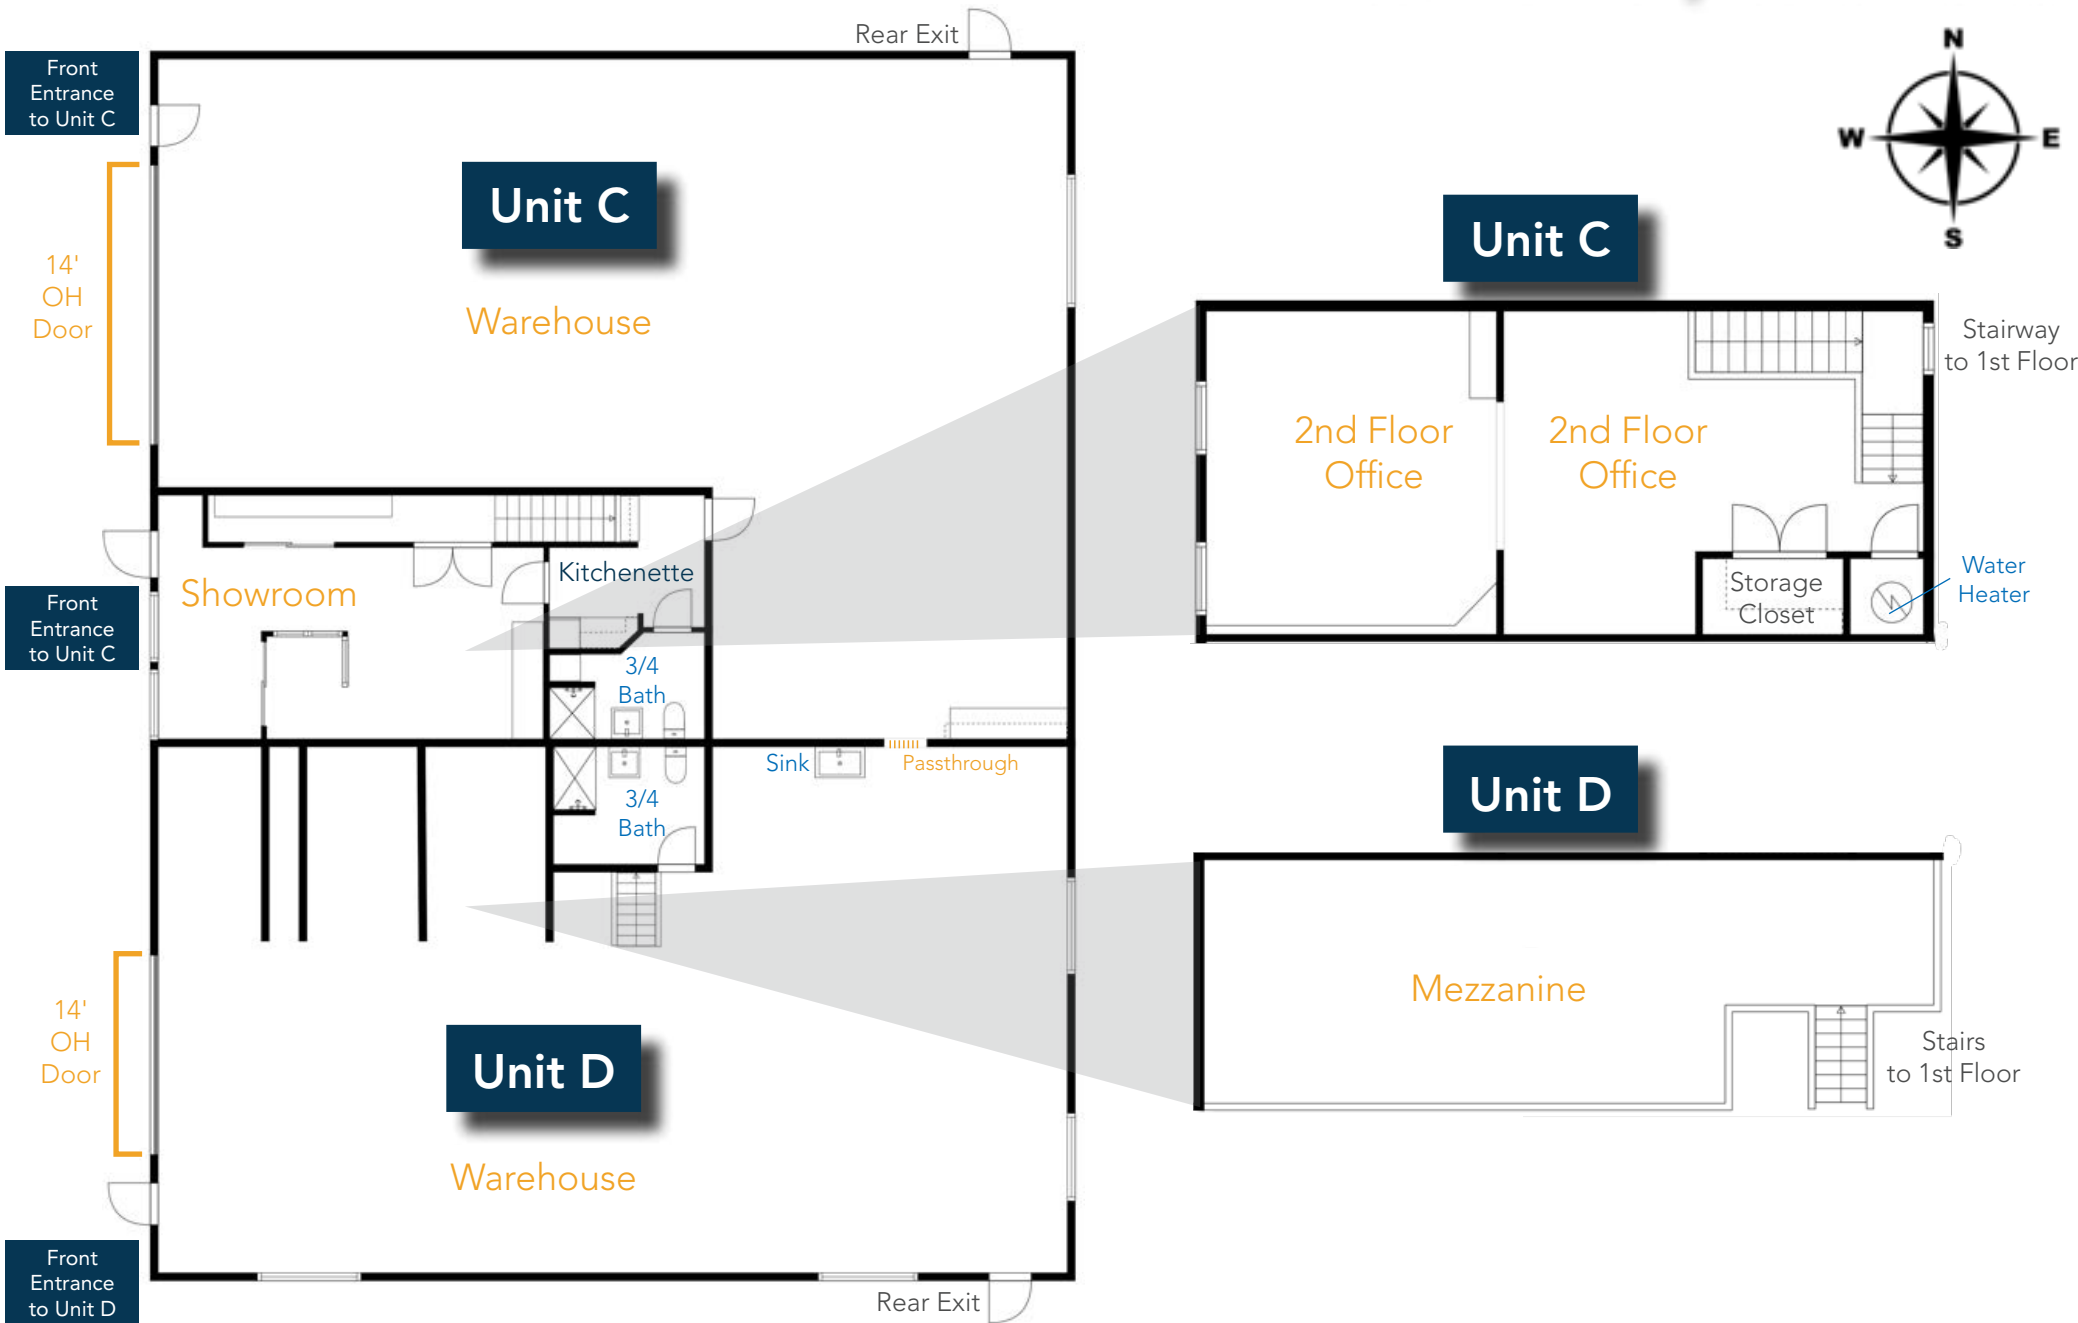 Rear Exit
N
W
E
S
Front
Entrance
to Unit C
Unit C
Warehouse
14'
OH
Door
Unit C
Stairway
to 1st Floor
2nd Floor
Office
2nd Floor
Office
Storage
Closet
Water
Heater
Front
Entrance
to Unit C
Showroom
Kitchenette
3/4
Bath
Sink
Passthrough
3/4
Bath
Unit D
Mezzanine
Stairs
to 1st Floor
14'
OH
Door
Unit D
Warehouse
Front
Entrance
to Unit D
Rear Exit